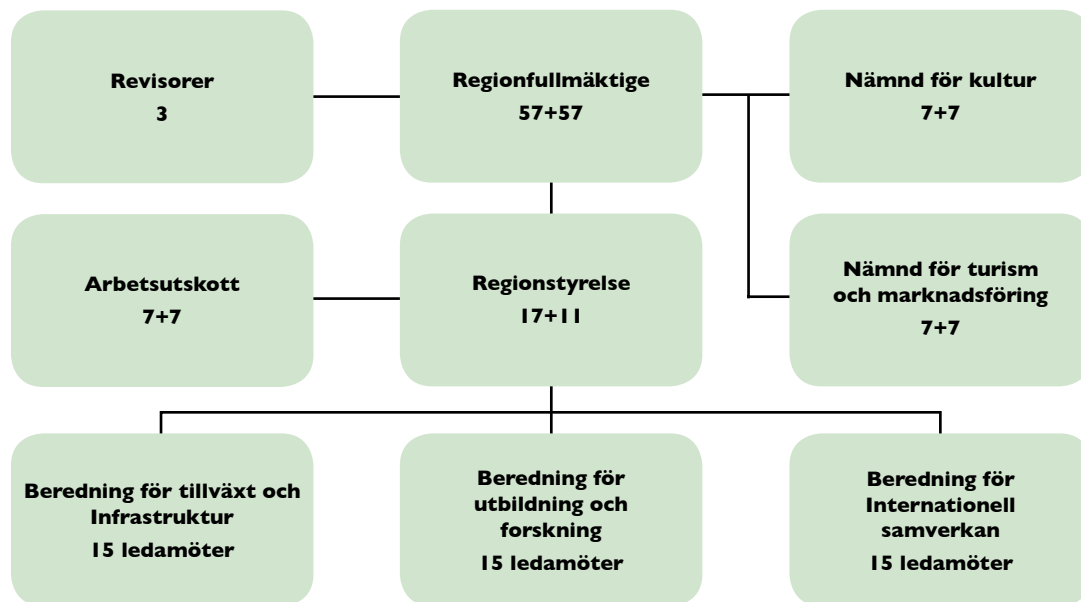 Revisorer
3
Regionfullmäktige
57+57
Nämnd för kultur
7+7
Arbetsutskott
7+7
Regionstyrelse
17+11
Nämnd för turism
och marknadsföring
7+7
Beredning för tillväxt och
Infrastruktur
15 ledamöter
Beredning för
utbildning och
forskning
15 ledamöter
Beredning för
Internationell
samverkan
15 ledamöter